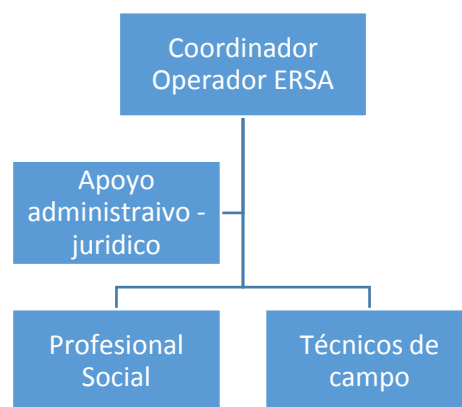 Coordinador
Operador ERSA
Apoyo
administraivo -
juridico
Profesional
Social
Técnicos de
campo